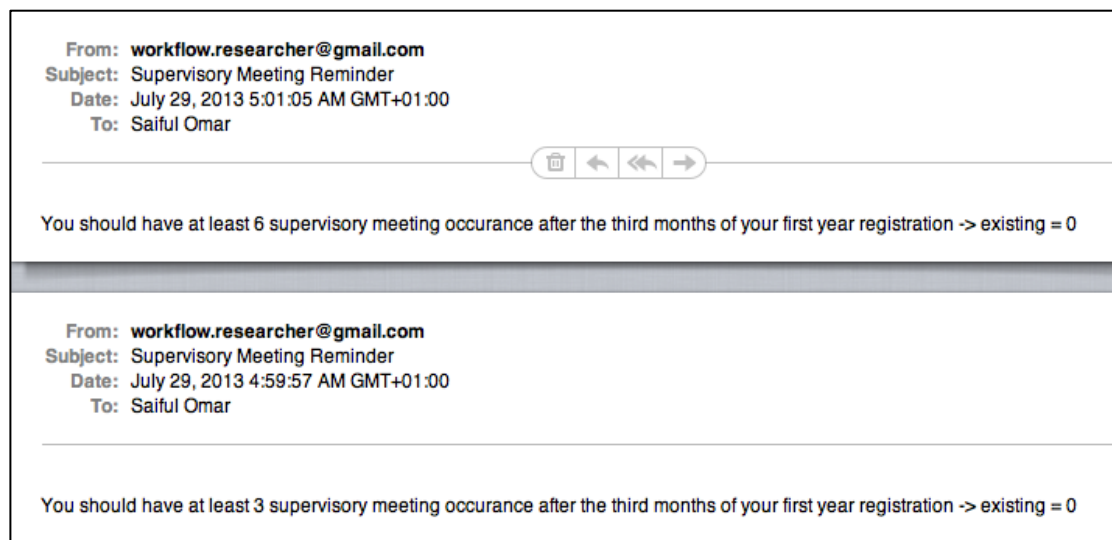 From: workflow.researcher@gmail.com
Subject: Supervisory Meeting Reminder
Date: July 29, 2013 5:01:05 AM GMT+01:00
To: Saiful Omar
You should have at least 6 supervisory meeting occurance after the third months of your first year registration -> existing = 0
From: workflow.researcher@gmail.com
Subject: Supervisory Meeting Reminder
Date: July 29, 2013 4:59:57 AM GMT+01:00
To: Saiful Omar
You should have at least 3 supervisory meeting occurance after the third months of your first year registration -> existing = 0